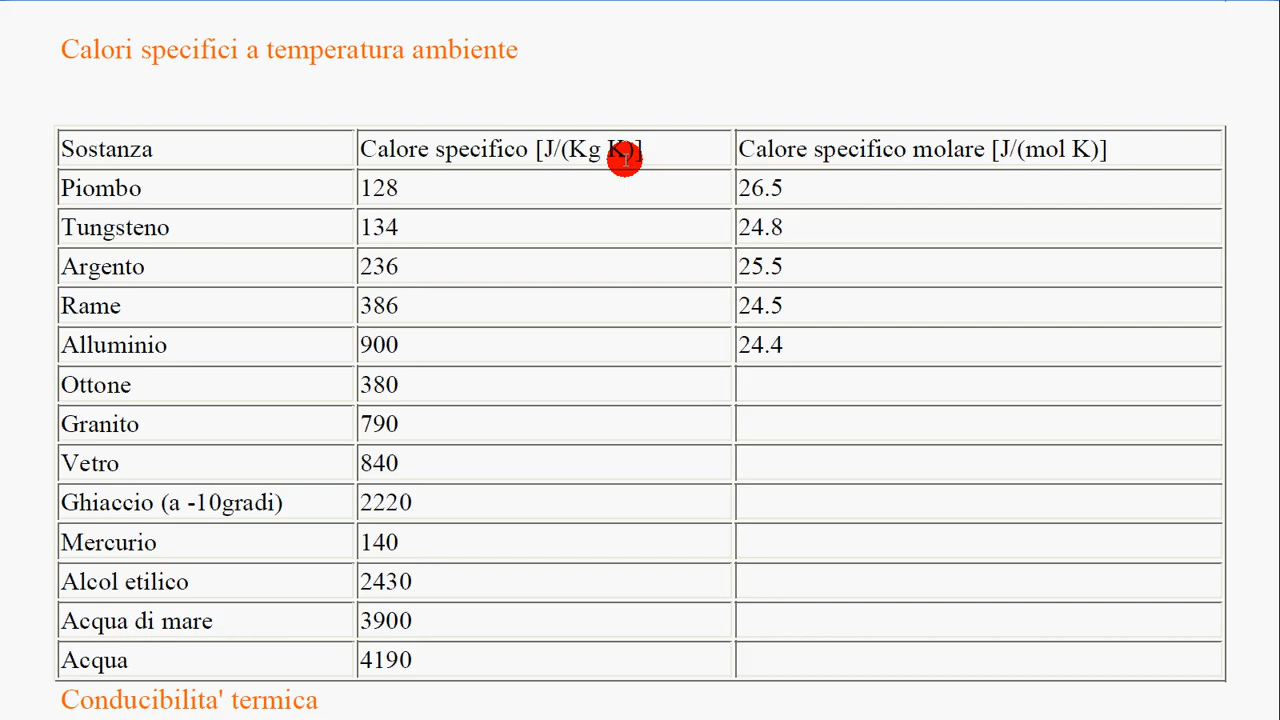 Calori specifici a temperatura ambiente
Sostanza Calore specifico [J/(Kg K)] Calore specifico molare [J/(mol K)]
Piombo 128 26.5
Tungsteno 134 24.8
Argento 236 25.5
Rame 386 24.5
Alluminio 900 24.4
Ottone 380
Granito 790
Vetro 840
Ghiaccio (a -10gradi) 2220
Mercurio 140
Alcol etilico 2430
Acqua di mare 3900
Acqua 4190
Conducibilita' termica